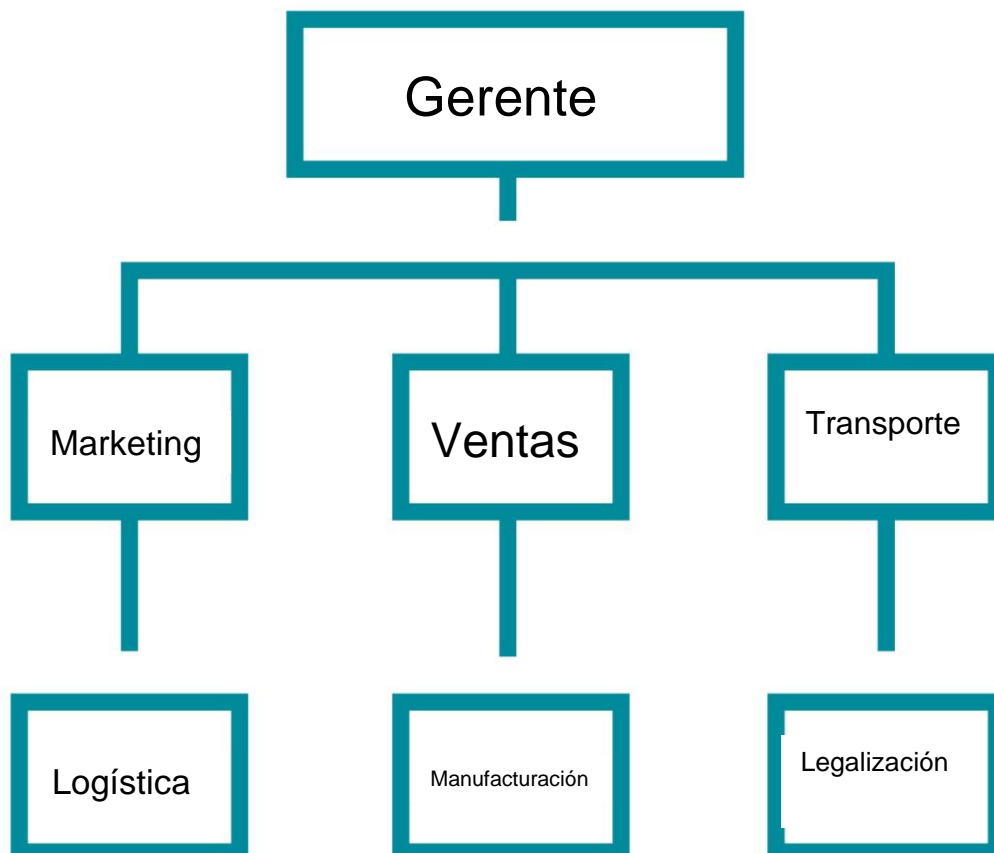 Gerente
Marketing
Ventas
Transporte
Logística
Manufacturación
Legalización